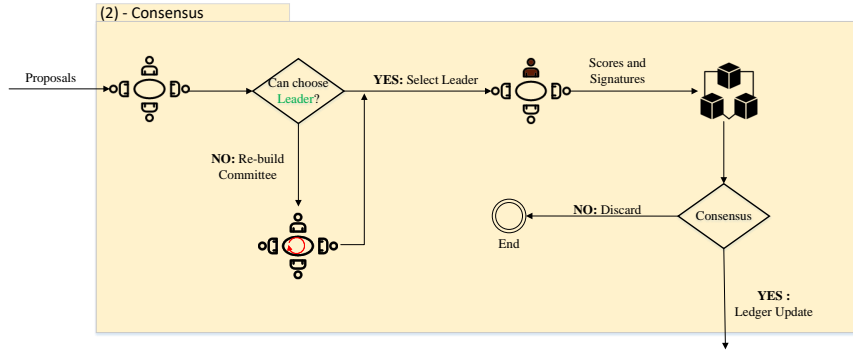 (2) - Consensus
Proposals
Can choose
Leader?
YES: Select Leader
Scores and
Signatures
NO: Re-build
Committee
NO: Discard
Consensus
End
YES :
Ledger Update